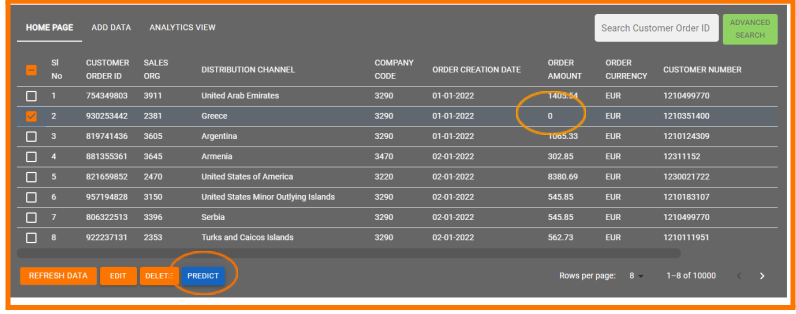 HOME PAGE ADD DATA ANALYTICS VIEW Search Customer Order ID ADVANCED SEARCH
Sl No CUSTOMER ORDER ID SALES ORG DISTRIBUTION CHANNEL COMPANY CODE ORDER CREATION DATE ORDER AMOUNT ORDER CURRENCY CUSTOMER NUMBER
1 754349803 3911 United Arab Emirates 3290 01-01-2022 1405.54 EUR 1210499770
2 930253442 2381 Greece 3290 01-01-2022 0 EUR 1210351400
3 819741436 3605 Argentina 3290 01-01-2022 1065.33 EUR 1210124309
4 881355361 3645 Armenia 3470 02-01-2022 302.85 EUR 12311152
5 821659852 2470 United States of America 3220 02-01-2022 8380.69 EUR 1230021722
6 957194828 3150 United States Minor Outlying Islands 3290 02-01-2022 545.85 EUR 1210183107
7 806322513 3396 Serbia 3290 02-01-2022 545.85 EUR 1210499770
8 922237131 2353 Turks and Caicos Islands 3290 02-01-2022 562.73 EUR 1210111951
REFRESH DATA EDIT DELETE PREDICT Rows per page: 8 1–8 of 10000